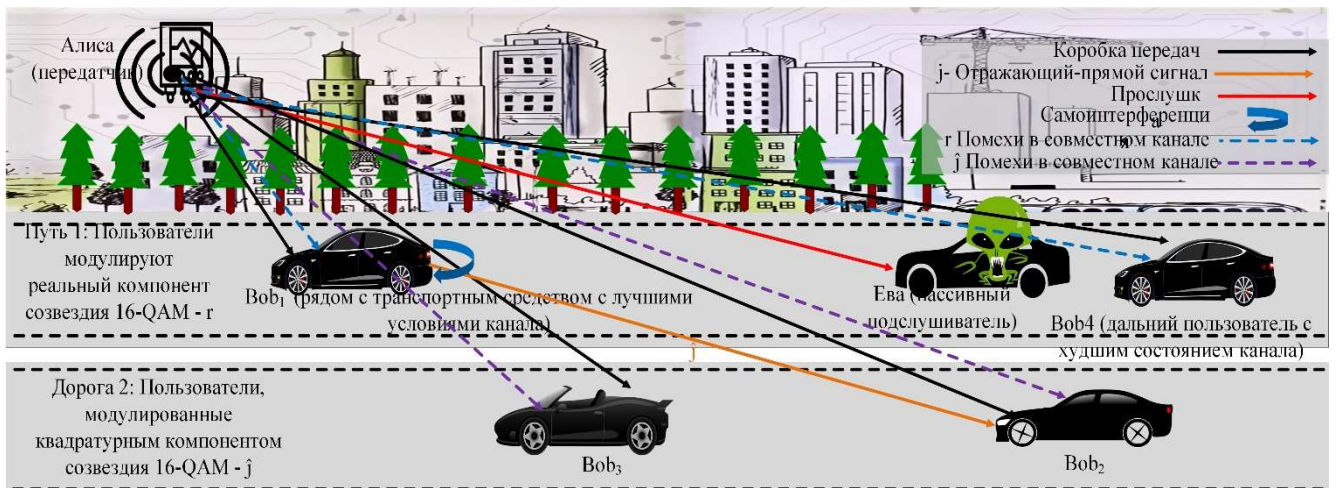 Алиса
(передатчик)
Коробка передач
j- Отражающий-прямой сигнал
Прослушк
а
Самоинтерференци
я
r Помехи в совместном канале
ĵ Помехи в совместном канале
Путь 1: Пользователи
модулируют
реальный компонент
созвездия 16-QAM - r
Bob₁ (рядом с транспортным средством с лучшими
условиями канала)
Ева (пассивный
подслушиватель)
Bob4 (дальний пользователь с
худшим состоянием канала)
ĵ
Дорога 2: Пользователи,
модулированные
квадратурным компонентом
созвездия 16-QAM - ĵ
Bob₃
Bob₂